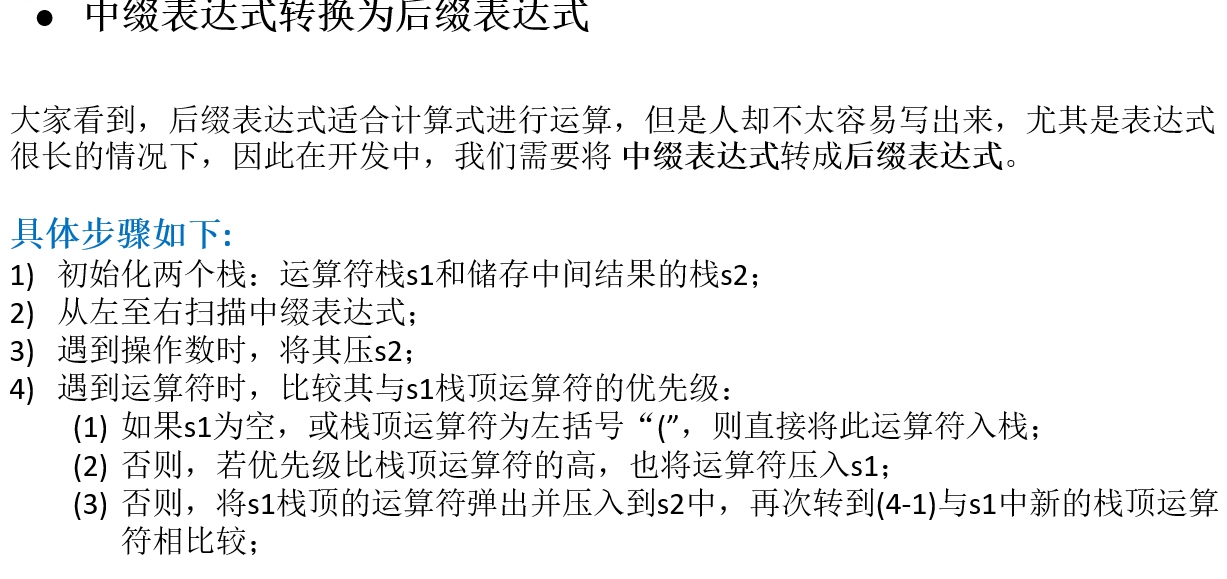 ● 中缀表达式转换为后缀表达式
大家看到，后缀表达式适合计算式进行运算，但是人却不太容易写出来，尤其是表达式
很长的情况下，因此在开发中，我们需要将 中缀表达式转成后缀表达式。
具体步骤如下:
1) 初始化两个栈：运算符栈s1和储存中间结果的栈s2；
2) 从左至右扫描中缀表达式；
3) 遇到操作数时，将其压s2；
4) 遇到运算符时，比较其与s1栈顶运算符的优先级：
(1) 如果s1为空，或栈顶运算符为左括号“(”，则直接将此运算符入栈；
(2) 否则，若优先级比栈顶运算符的高，也将运算符压入s1；
(3) 否则，将s1栈顶的运算符弹出并压入到s2中，再次转到(4-1)与s1中新的栈顶运算
符相比较；